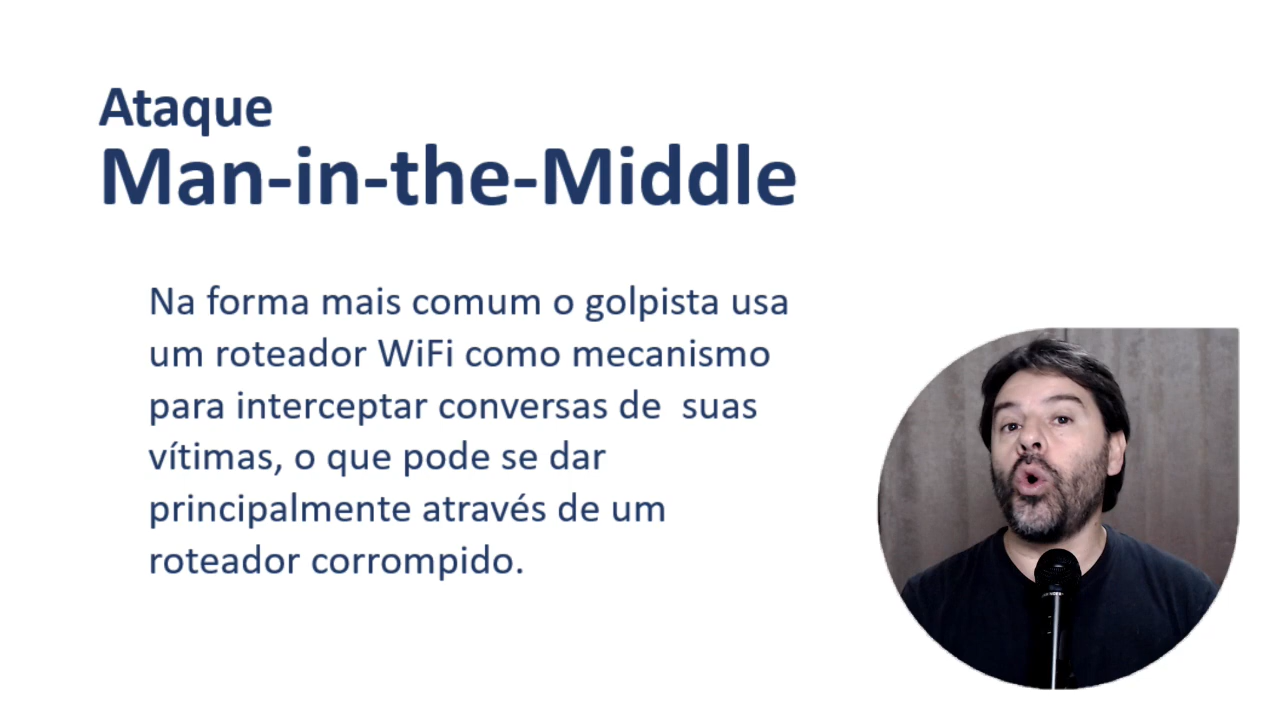 Ataque
Man-in-the-Middle
Na forma mais comum o golpista usa
um roteador WiFi como mecanismo
para interceptar conversas de  suas
vítimas, o que pode se dar
principalmente através de um
roteador corrompido.